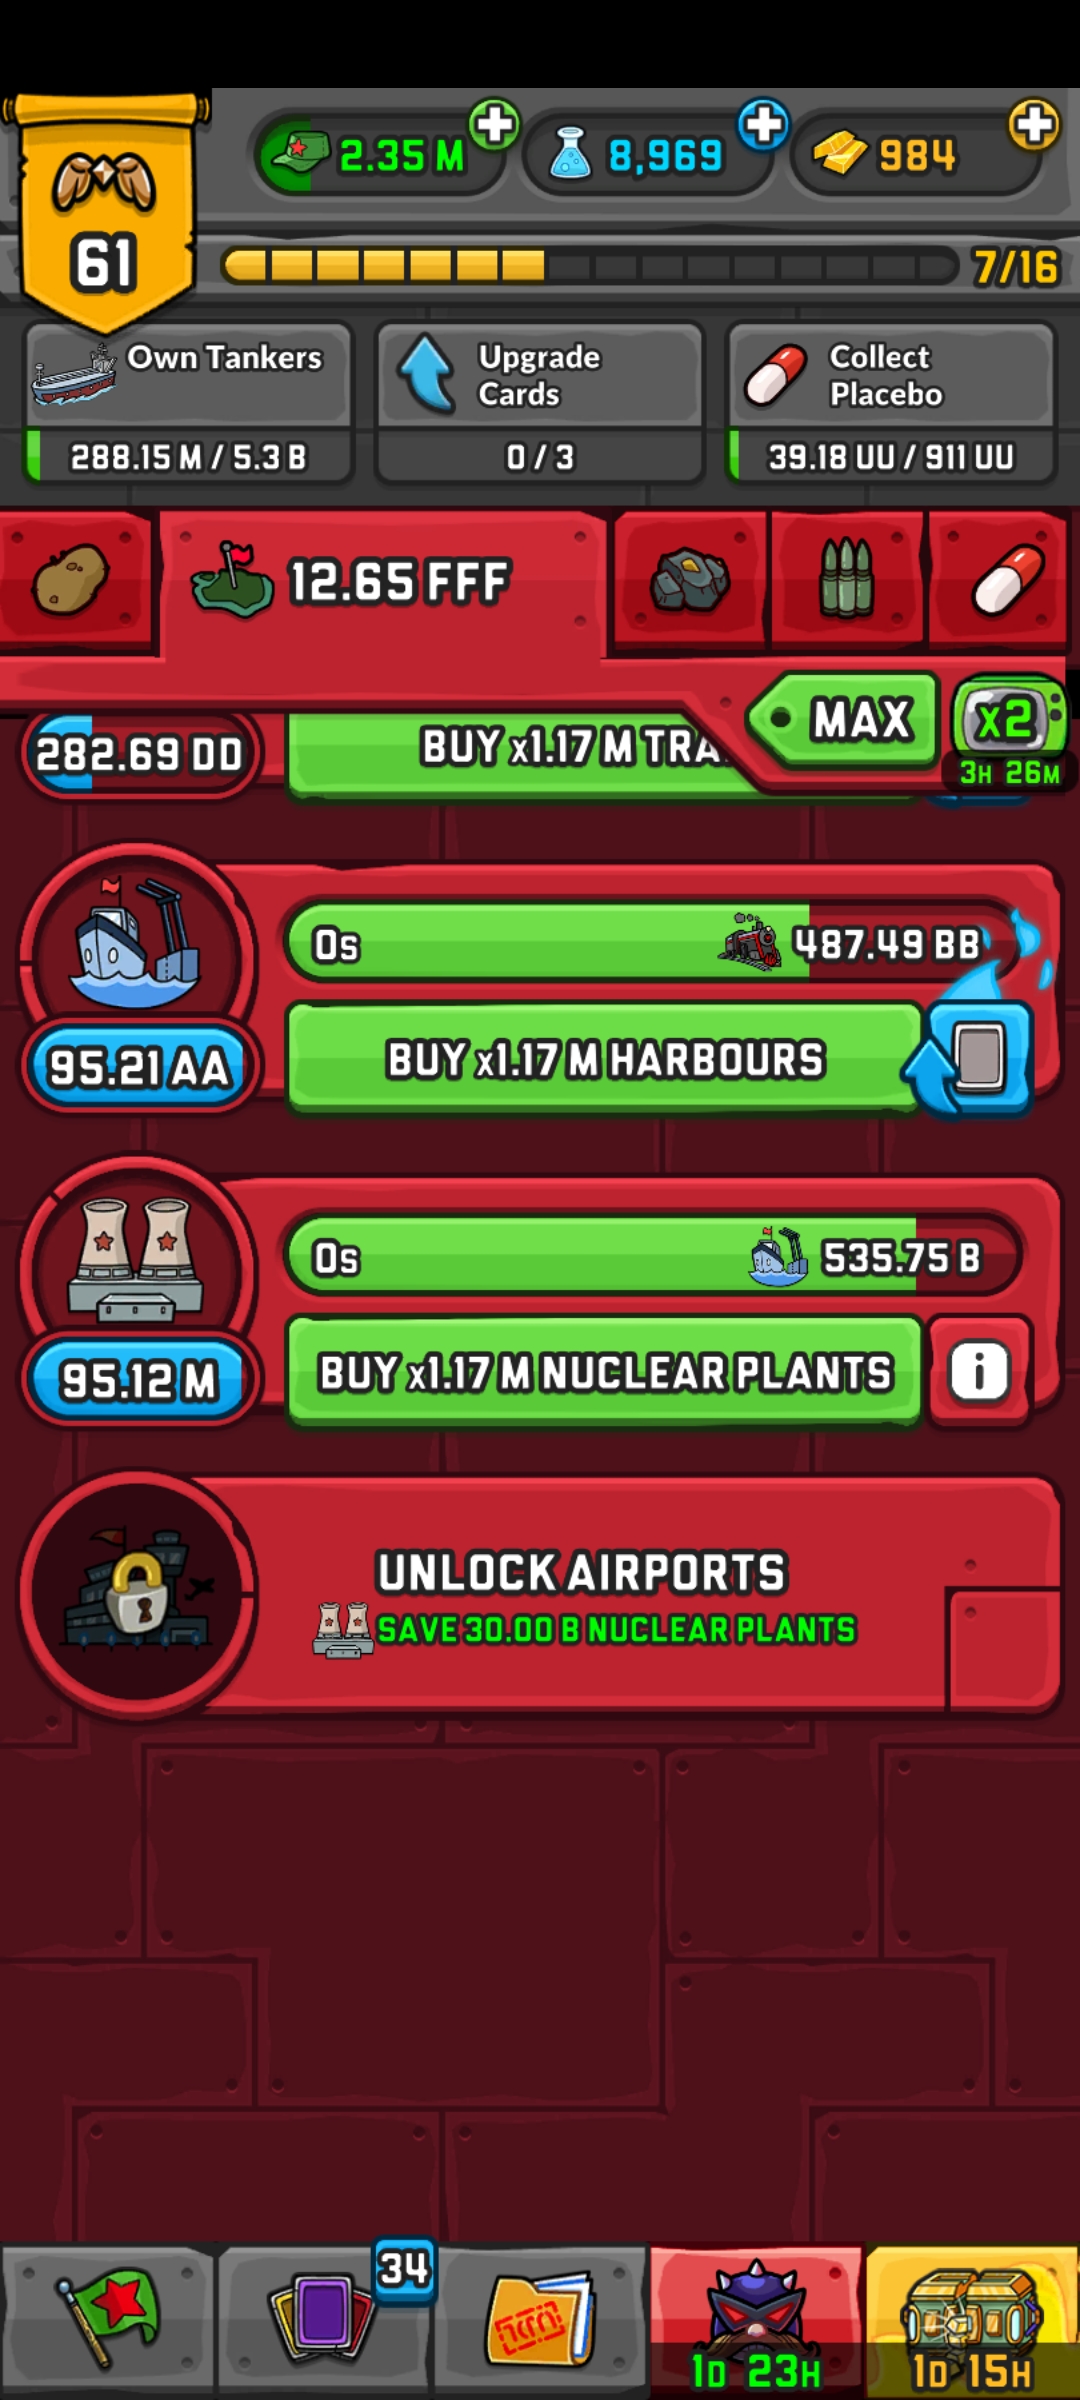 2.35 M
8,969
984
61
7/16
Own Tankers
288.15 M / 5.3 B
Upgrade
Cards
0 / 3
Collect
Placebo
39.18 UU / 911 UU
12.65 FFF
MAX
x2
3H 26M
282.69 DD
BUY x1.17 M TRA
0s
487.49 BB
95.21 AA
BUY x1.17 M HARBOURS
0s
535.75 B
95.12 M
BUY x1.17 M NUCLEAR PLANTS
i
UNLOCK AIRPORTS
SAVE 30.00 B NUCLEAR PLANTS
34
1D 23H
1D 15H